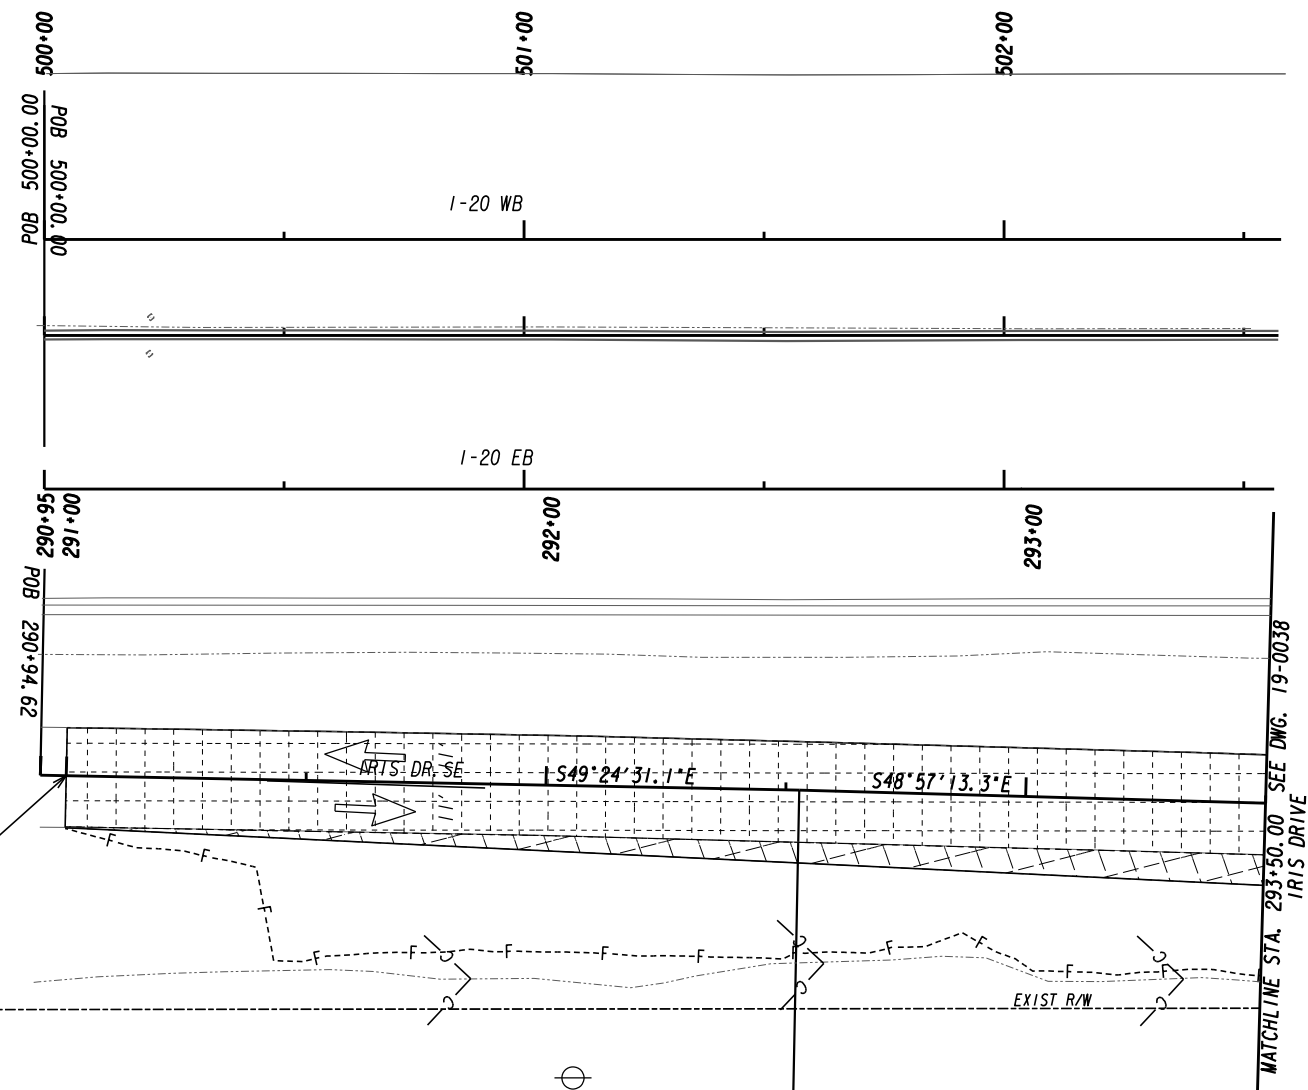 500+00
501+00
502+00
POB 500+00.00
POB 500+00.00
I-20 WB
I-20 EB
290+95
291+00
292+00
293+00
POB 290+94.62
IRIS DR. SE
S49°24'31.1"E
S48°57'13.3"E
F
F
F
F
F
F
F
F
F
F
F
F
F
C
C
C
C
C
C
EXIST R/W
MATCHLINE STA. 293+50.00 SEE DWG. 19-0038
IRIS DRIVE